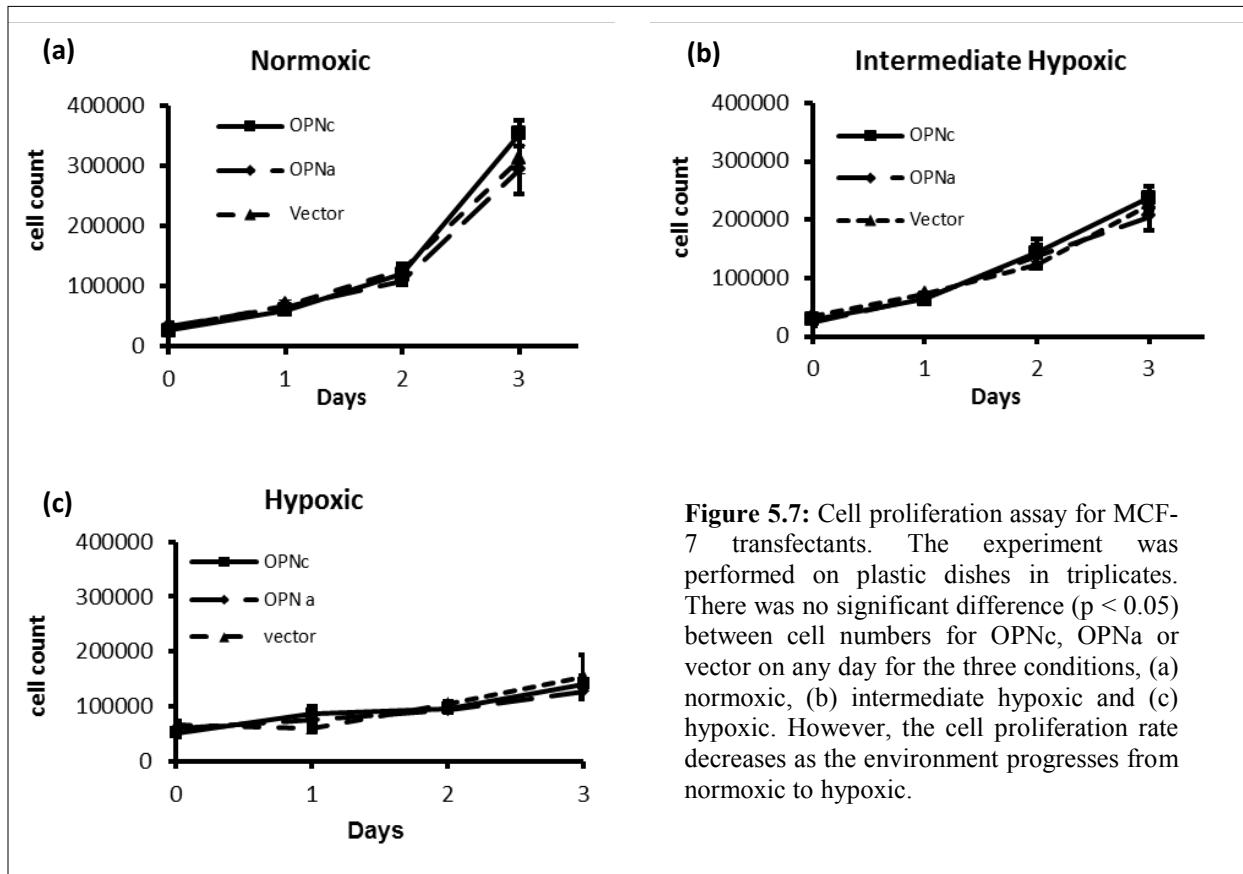 (a)
Normoxic
400000
300000
200000
100000
0
cell count
OPNc
OPNa
Vector
0 1 2 3
Days
(b)
Intermediate Hypoxic
400000
300000
200000
100000
0
cell count
OPNc
OPNa
Vector
0 1 2 3
Days
(c)
Hypoxic
400000
300000
200000
100000
0
cell count
OPNc
OPN a
vector
0 1 2 3
Days
Figure 5.7: Cell proliferation assay for MCF-
7 transfectants. The experiment was
performed on plastic dishes in triplicates.
There was no significant difference (p < 0.05)
between cell numbers for OPNc, OPNa or
vector on any day for the three conditions, (a)
normoxic, (b) intermediate hypoxic and (c)
hypoxic. However, the cell proliferation rate
decreases as the environment progresses from
normoxic to hypoxic.